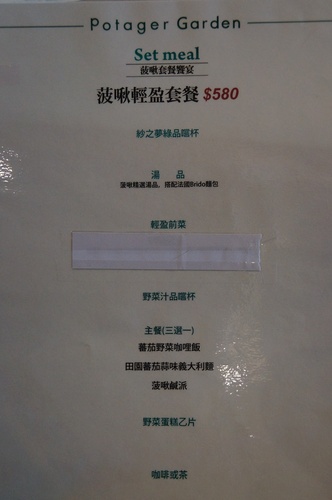 Potager Garden
Set meal
菠啾套餐饗宴
菠啾輕盈套餐 $580
紗之夢綠品嚐杯
湯 品
菠啾精選湯品，搭配法國Brido麵包
輕盈前菜
野菜汁品嚐杯
主餐(三選一)
蕃茄野菜咖哩飯
田園蕃茄蒜味義大利麵
菠啾鹹派
野菜蛋糕乙片
咖啡或茶